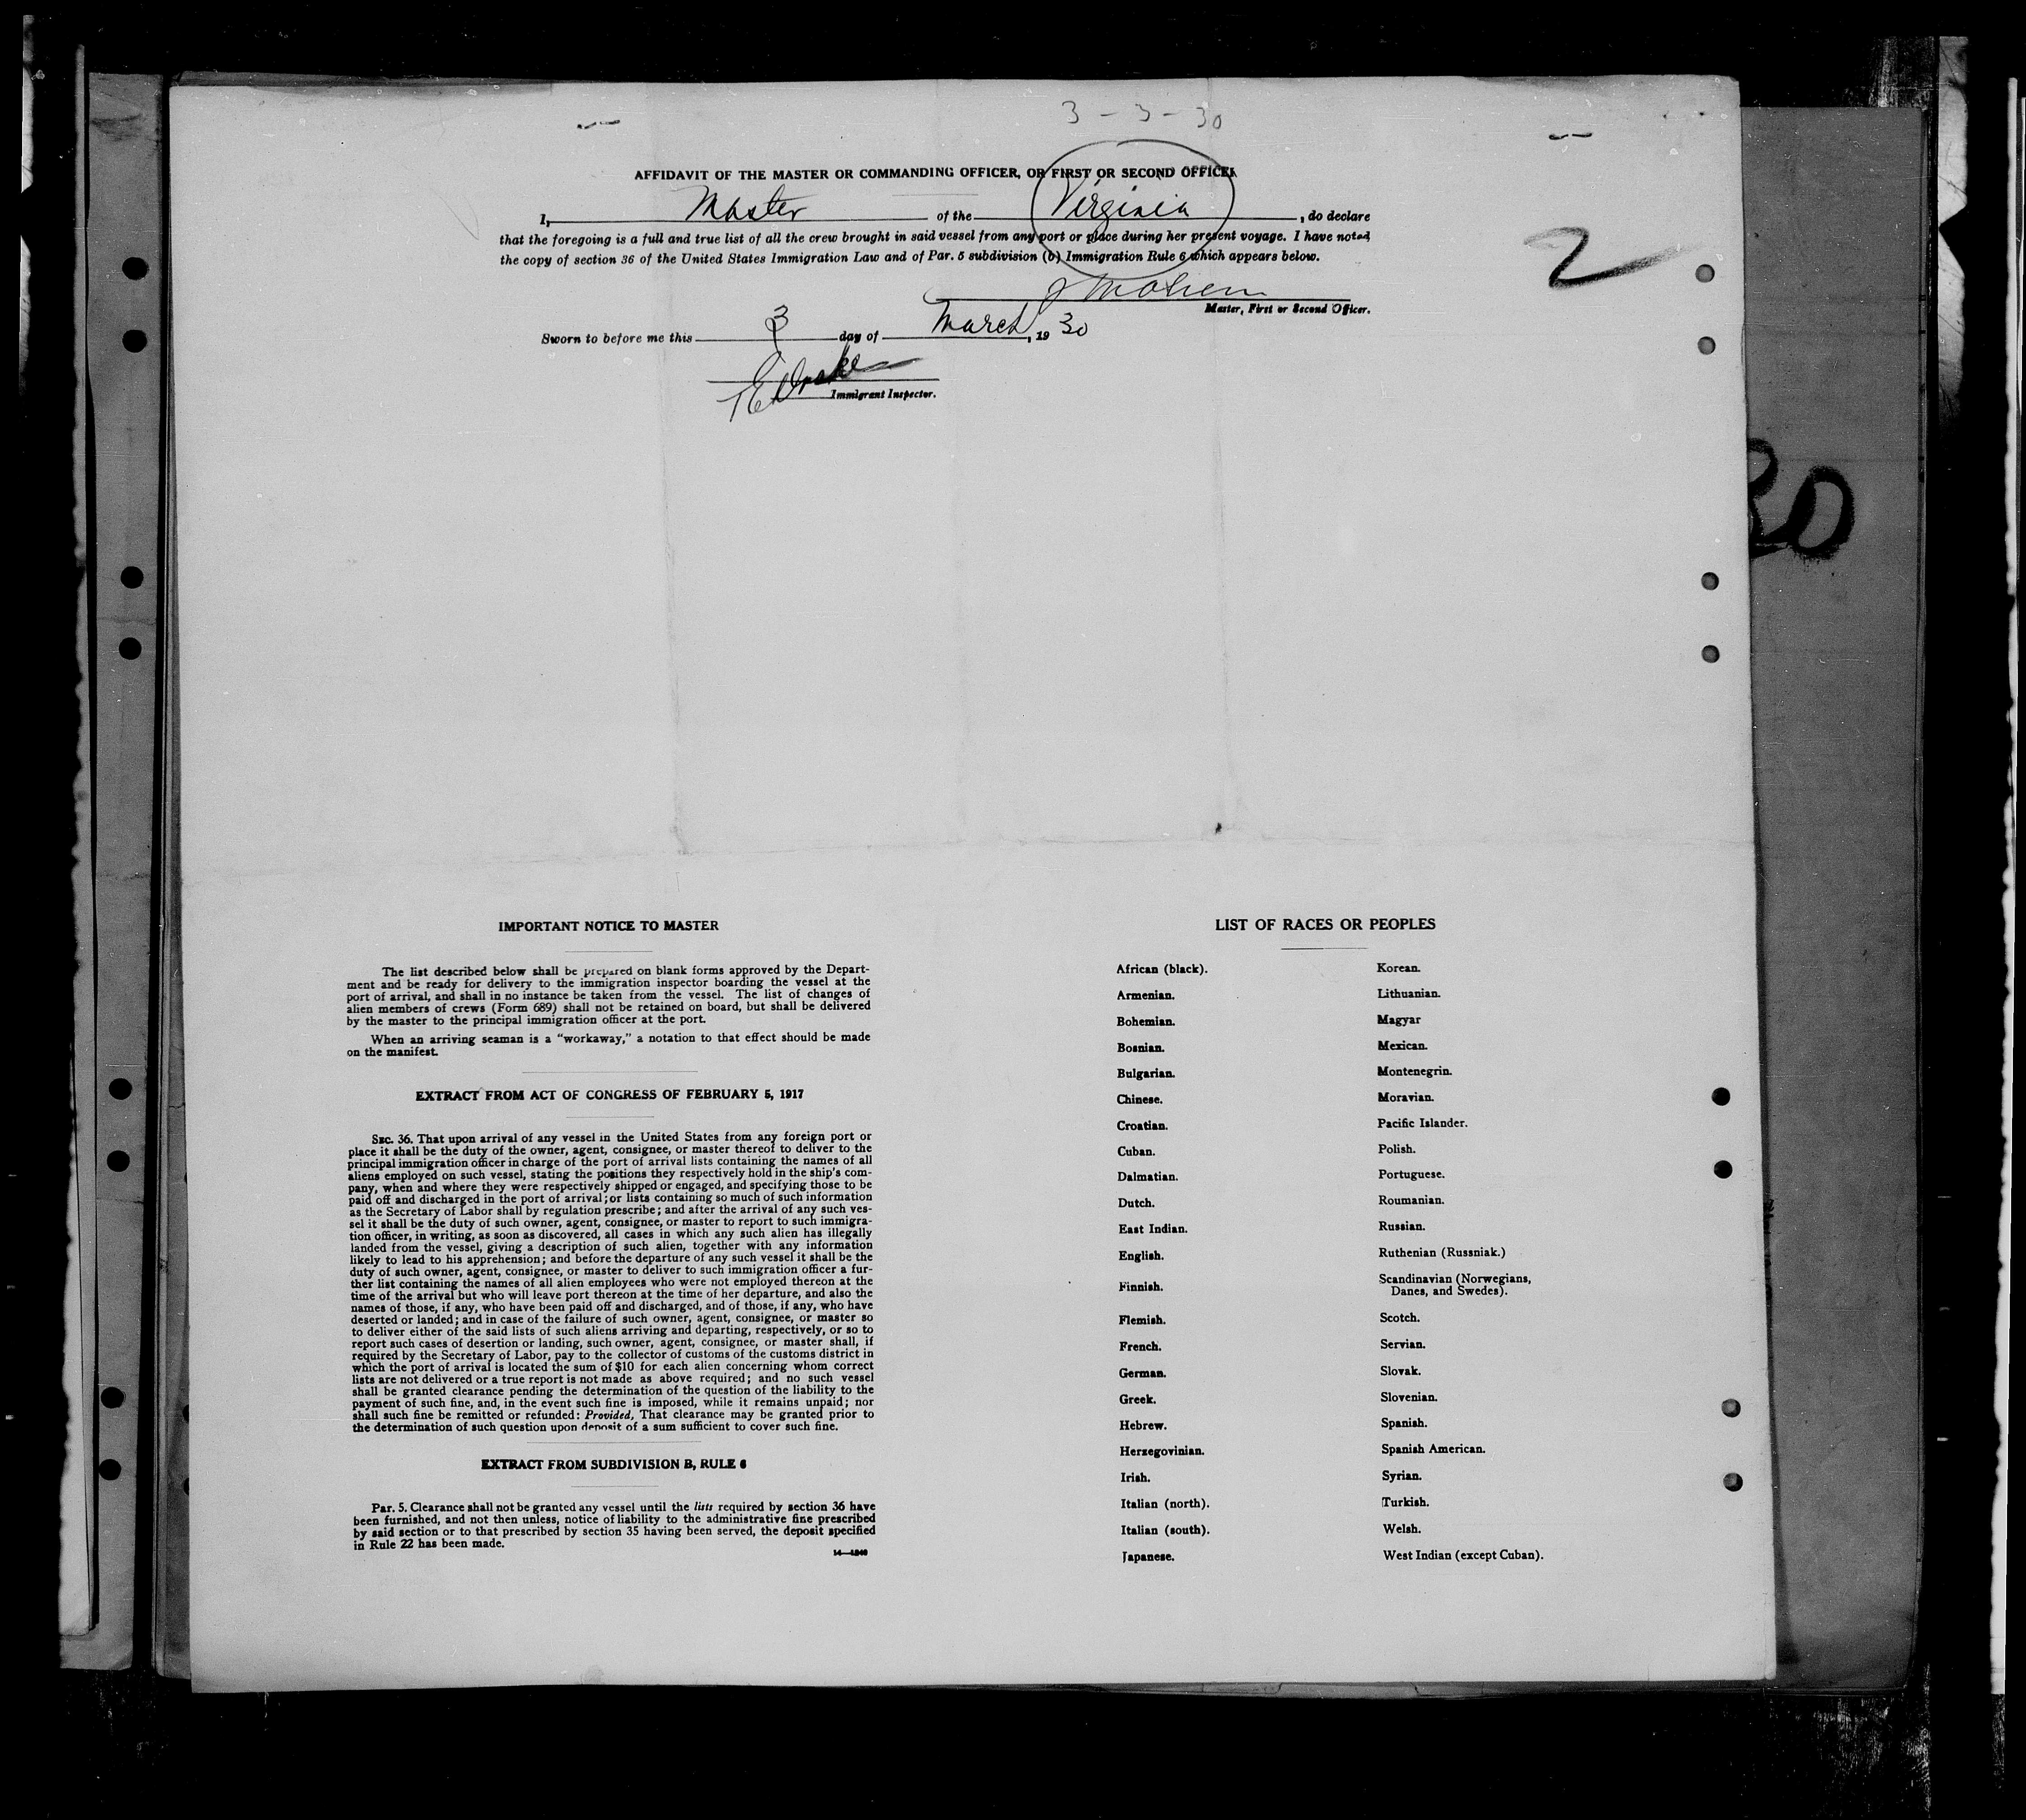 3 - 3 - 30
AFFIDAVIT OF THE MASTER OR COMMANDING OFFICER, OR FIRST OR SECOND OFFICER
I, Master of the Virginia, do declare
that the foregoing is a full and true list of all the crew brought in said vessel from any port or place during her present voyage. I have noted
the copy of section 36 of the United States Immigration Law and of Par. 5 subdivision (b) Immigration Rule 6 which appears below.
2
Master, First or Second Officer.
Sworn to before me this 3 day of March, 19 30
Immigrant Inspector.
30
IMPORTANT NOTICE TO MASTER
The list described below shall be prepared on blank forms approved by the Depart-
ment and be ready for delivery to the immigration inspector boarding the vessel at the
port of arrival, and shall in no instance be taken from the vessel. The list of changes of
alien members of crews (Form 689) shall not be retained on board, but shall be delivered
by the master to the principal immigration officer at the port.
When an arriving seaman is a "workaway," a notation to that effect should be made
on the manifest.
EXTRACT FROM ACT OF CONGRESS OF FEBRUARY 5, 1917
SEC. 36. That upon arrival of any vessel in the United States from any foreign port or
place it shall be the duty of the owner, agent, consignee, or master thereof to deliver to the
principal immigration officer in charge of the port of arrival lists containing the names of all
aliens employed on such vessel, stating the positions they respectively hold in the ship's com-
pany, when and where they were respectively shipped or engaged, and specifying those to be
paid off and discharged in the port of arrival; or lists containing so much of such information
as the Secretary of Labor shall by regulation prescribe; and after the arrival of any such ves-
sel it shall be the duty of such owner, agent, consignee, or master to report to such immigra-
tion officer, in writing, as soon as discovered, all cases in which any such alien has illegally
landed from the vessel, giving a description of such alien, together with any information
likely to lead to his apprehension; and before the departure of any such vessel it shall be the
duty of such owner, agent, consignee, or master to deliver to such immigration officer a fur-
ther list containing the names of all alien employees who were not employed thereon at the
time of the arrival but who will leave port thereon at the time of her departure, and also the
names of those, if any, who have been paid off and discharged, and of those, if any, who have
deserted or landed; and in case of the failure of such owner, agent, consignee, or master so
to deliver either of the said lists of such aliens arriving and departing, respectively, or so to
report such cases of desertion or landing, such owner, agent, consignee, or master shall, if
required by the Secretary of Labor, pay to the collector of customs of the customs district in
which the port of arrival is located the sum of $10 for each alien concerning whom correct
lists are not delivered or a true report is not made as above required; and no such vessel
shall be granted clearance pending the determination of the question of the liability to the
payment of such fine, and, in the event such fine is imposed, while it remains unpaid; nor
shall such fine be remitted or refunded: Provided, That clearance may be granted prior to
the determination of such question upon deposit of a sum sufficient to cover such fine.
EXTRACT FROM SUBDIVISION B, RULE 6
Par. 5. Clearance shall not be granted any vessel until the lists required by section 36 have
been furnished, and not then unless, notice of liability to the administrative fine prescribed
by said section or to that prescribed by section 35 having been served, the deposit specified
in Rule 22 has been made.
LIST OF RACES OR PEOPLES
African (black).
Armenian.
Bohemian.
Bosnian.
Bulgarian.
Chinese.
Croatian.
Cuban.
Dalmatian.
Dutch.
East Indian.
English.
Finnish.
Flemish.
French.
German.
Greek.
Hebrew.
Herzegovinian.
Irish.
Italian (north).
Italian (south).
Japanese.
Korean.
Lithuanian.
Magyar
Mexican.
Montenegrin.
Moravian.
Pacific Islander.
Polish.
Portuguese.
Roumanian.
Russian.
Ruthenian (Russniak.)
Scandinavian (Norwegians,
Danes, and Swedes).
Scotch.
Servian.
Slovak.
Slovenian.
Spanish.
Spanish American.
Syrian.
Turkish.
Welsh.
West Indian (except Cuban).